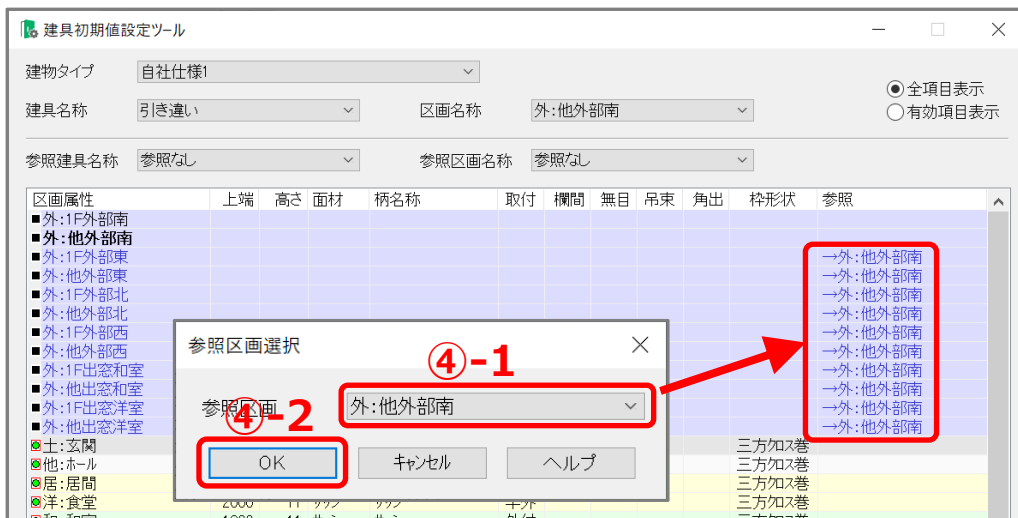 建具初期値設定ツール
建物タイプ 自社仕様1
全項目表示
建具名称 引き違い 区画名称 外:他外部南 有効項目表示
参照建具名称 参照なし 参照区画名称 参照なし
区画属性 上端 高さ 面材 柄名称 取付 欄間 無目 吊束 角出 枠形状 参照
■外:1F外部南
■外:他外部南
■外:1F外部東 →外:他外部南
■外:他外部東 →外:他外部南
■外:1F外部北 →外:他外部南
■外:他外部北 →外:他外部南
■外:1F外部西 →外:他外部南
■外:他外部西 →外:他外部南
■外:1F出窓和室 →外:他外部南
■外:他出窓和室 →外:他外部南
■外:1F出窓洋室 →外:他外部南
■外:他出窓洋室 →外:他外部南
土:玄関 三方クロス巻
他:ホール 三方クロス巻
居:居間 三方クロス巻
洋:食堂 三方クロス巻
参照区画選択
④-1
参照区画 外:他外部南
④-2
OK キャンセル ヘルプ